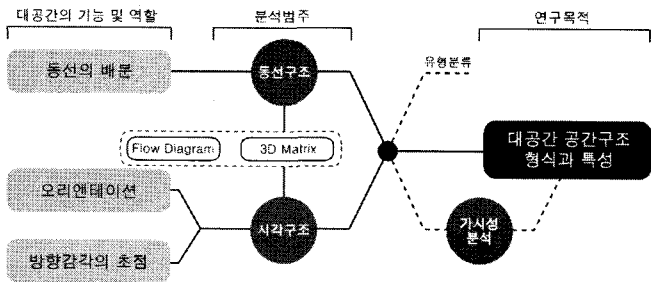 대공간의 기능 및 역할
분석범주
연구목적
동선의 배분
동선구조
유형분류
Flow Diagram
3D Matrix
대공간 공간구조
형식과 특성
오리엔테이션
시각구조
가시성
분석
방향감각의 초점